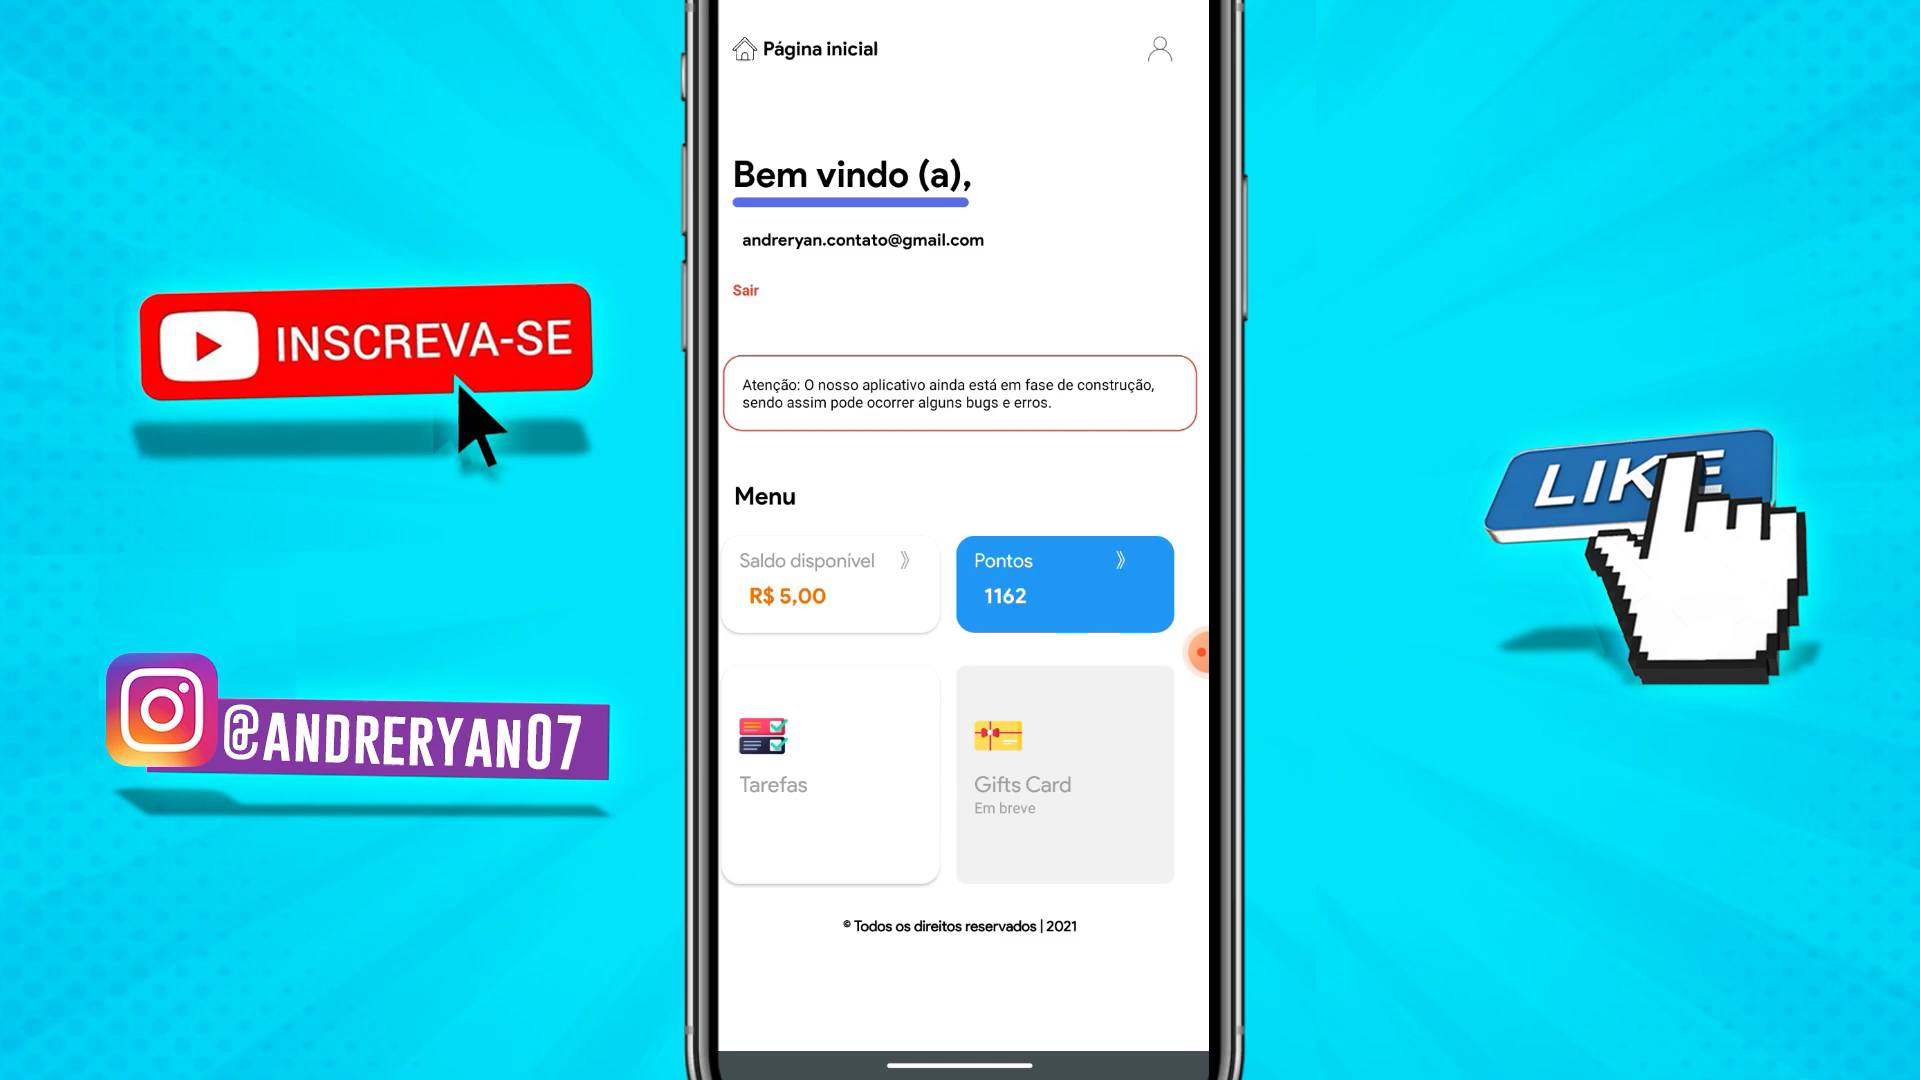 Página inicial
Bem vindo (a),
andreryan.contato@gmail.com
Sair
INSCREVA-SE
Atenção: O nosso aplicativo ainda está em fase de construção,
sendo assim pode ocorrer alguns bugs e erros.
LIKE
Menu
Saldo disponível
R$ 5,00
Pontos
1162
@ANDRERYAN07
Tarefas
Gifts Card
Em breve
© Todos os direitos reservados | 2021